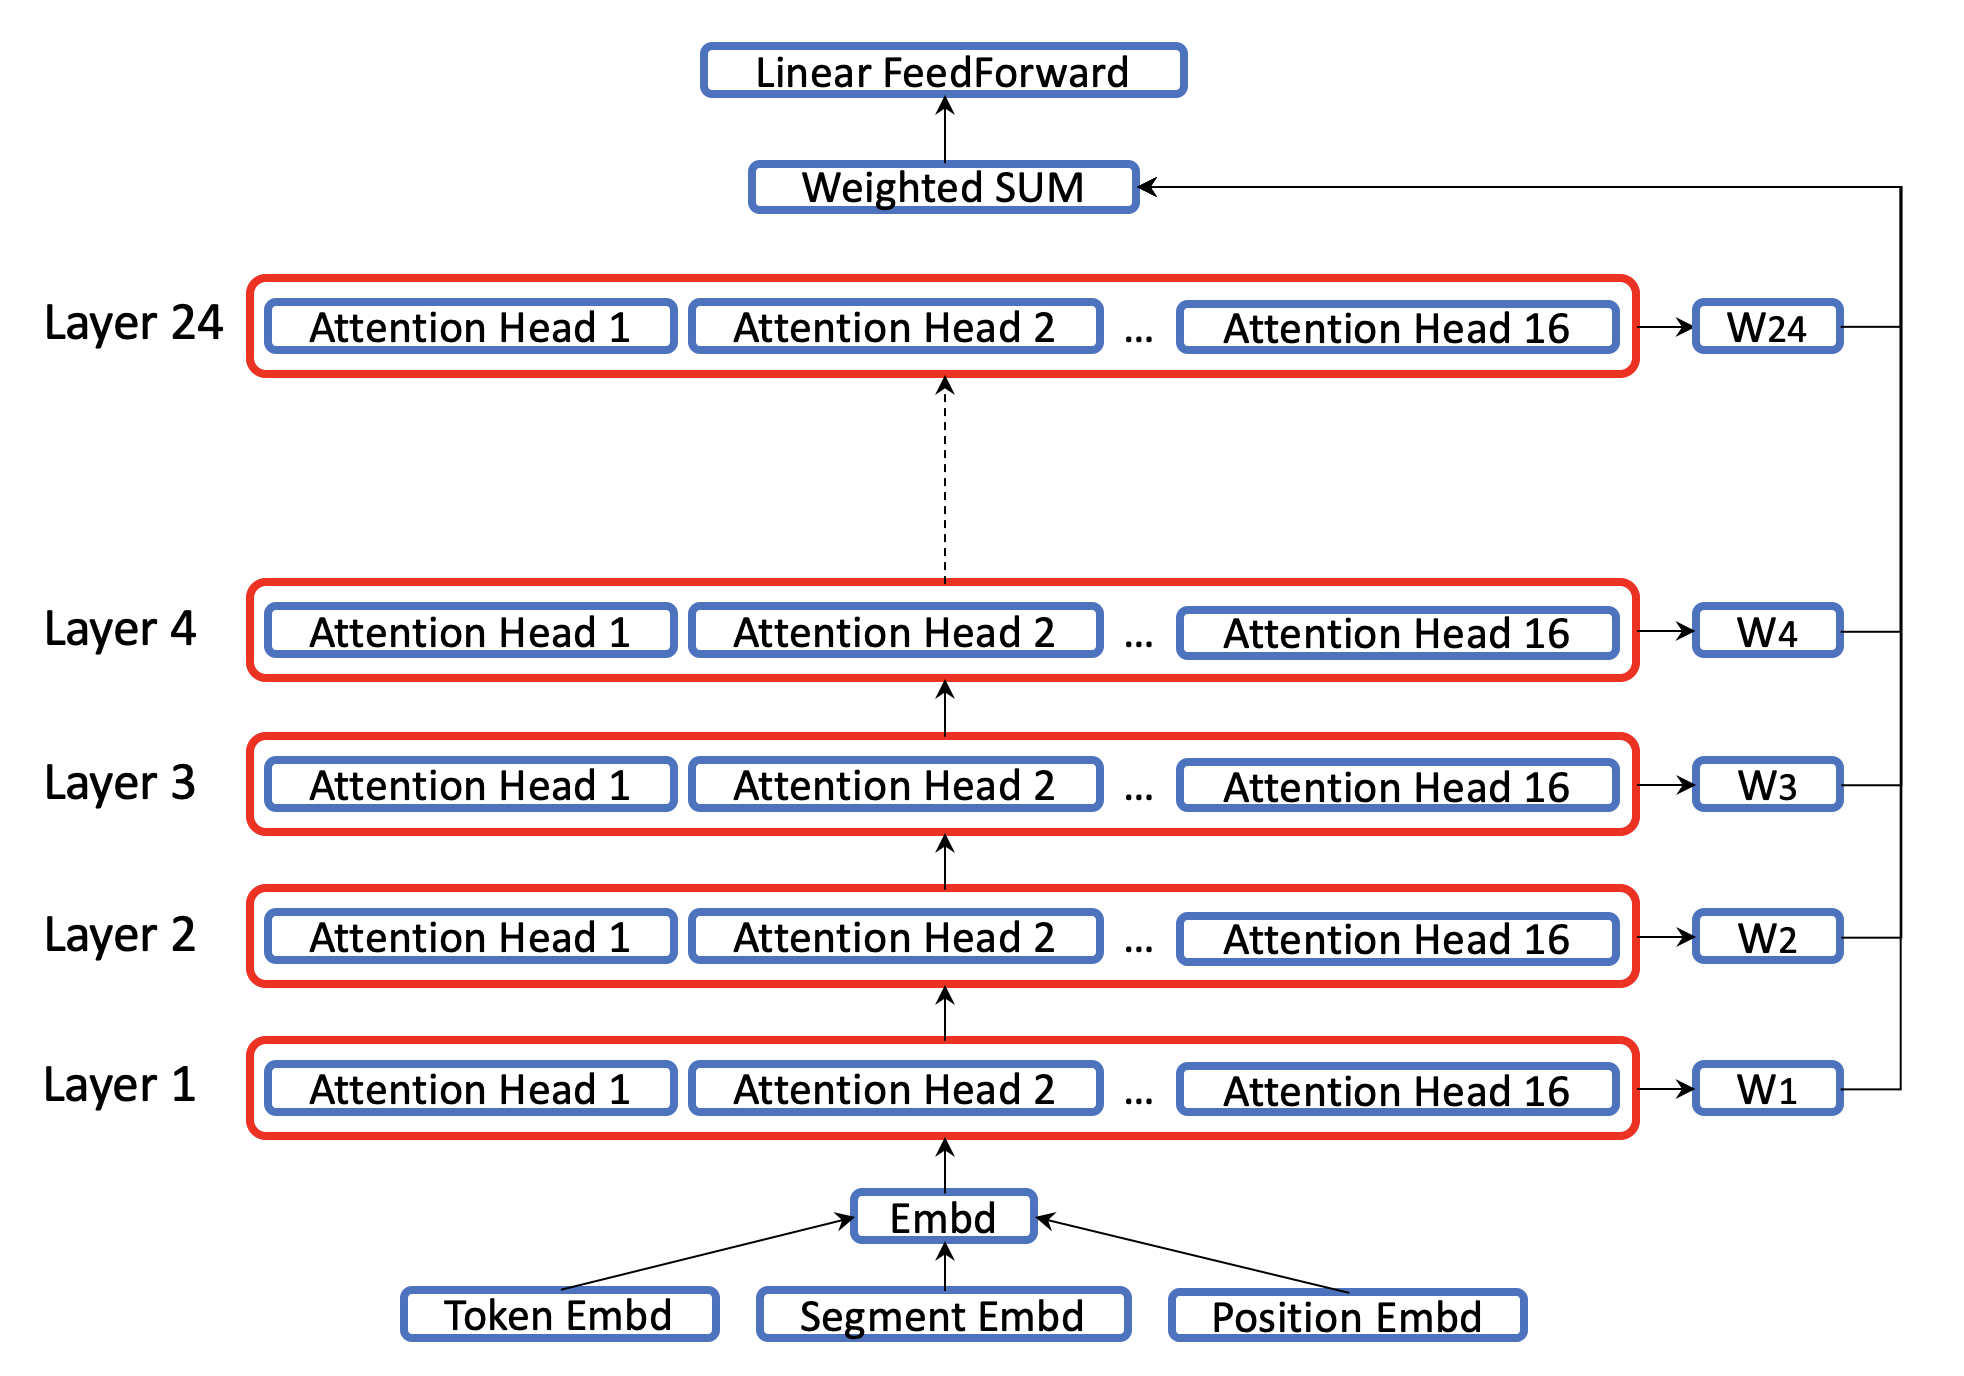 Linear FeedForward
Weighted SUM
Layer 24 Attention Head 1 Attention Head 2 ... Attention Head 16 W24
Layer 4 Attention Head 1 Attention Head 2 ... Attention Head 16 W4
Layer 3 Attention Head 1 Attention Head 2 ... Attention Head 16 W3
Layer 2 Attention Head 1 Attention Head 2 ... Attention Head 16 W2
Layer 1 Attention Head 1 Attention Head 2 ... Attention Head 16 W1
Embd
Token Embd Segment Embd Position Embd